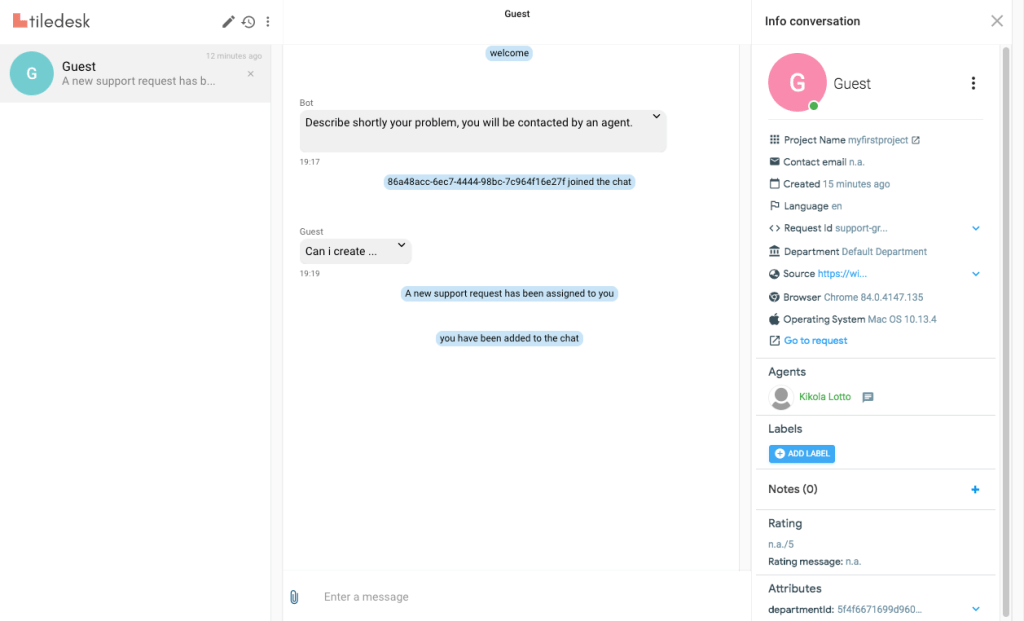 tiledesk
G
Guest
12 minutes ago
A new support request has b...
Guest
welcome
Bot
Describe shortly your problem, you will be contacted by an agent.
19:17
86a48acc-6ec7-4444-98bc-7c964f16e27f joined the chat
Guest
Can i create ...
19:19
A new support request has been assigned to you
you have been added to the chat
Enter a message
Info conversation
G
Guest
Project Name myfirstproject
Contact email n.a.
Created 15 minutes ago
Language en
Request Id support-gr...
Department Default Department
Source https://wi...
Browser Chrome 84.0.4147.135
Operating System Mac OS 10.13.4
Go to request
Agents
Kikola Lotto
Labels
ADD LABEL
Notes (0)
Rating
n.a./5
Rating message: n.a.
Attributes
departmentId: 5f4f6671699d960...